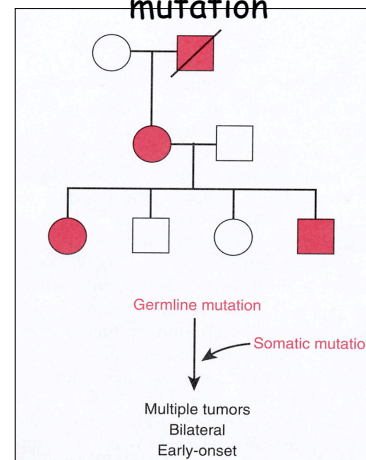 mutation
Germline mutation
Somatic mutatio
Multiple tumors
Bilateral
Early-onset